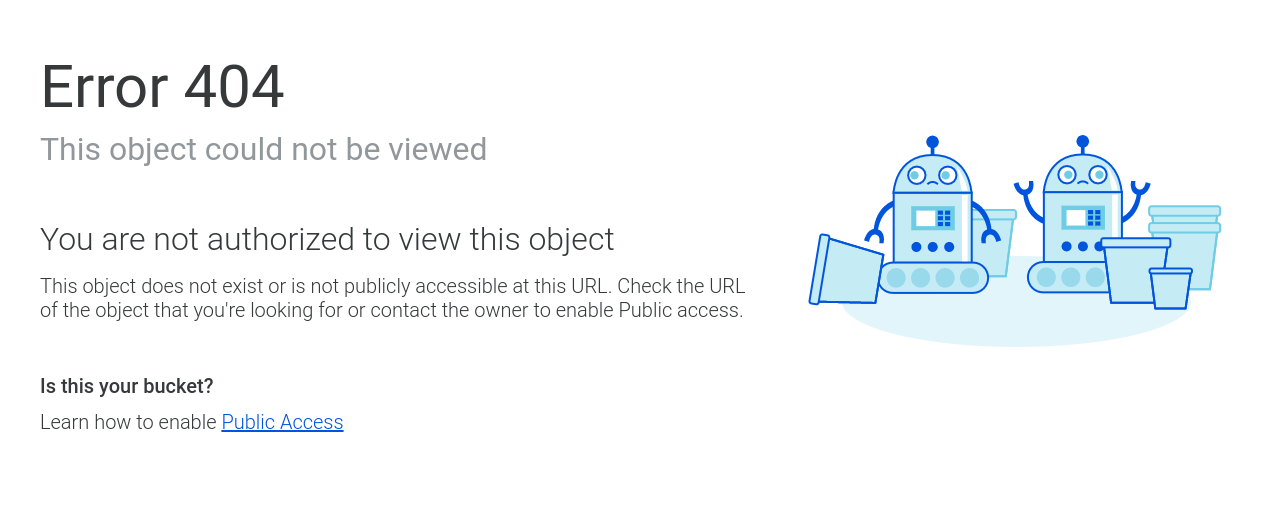 Error 404
This object could not be viewed
You are not authorized to view this object
This object does not exist or is not publicly accessible at this URL. Check the URL
of the object that you're looking for or contact the owner to enable Public access.
Is this your bucket?
Learn how to enable Public Access